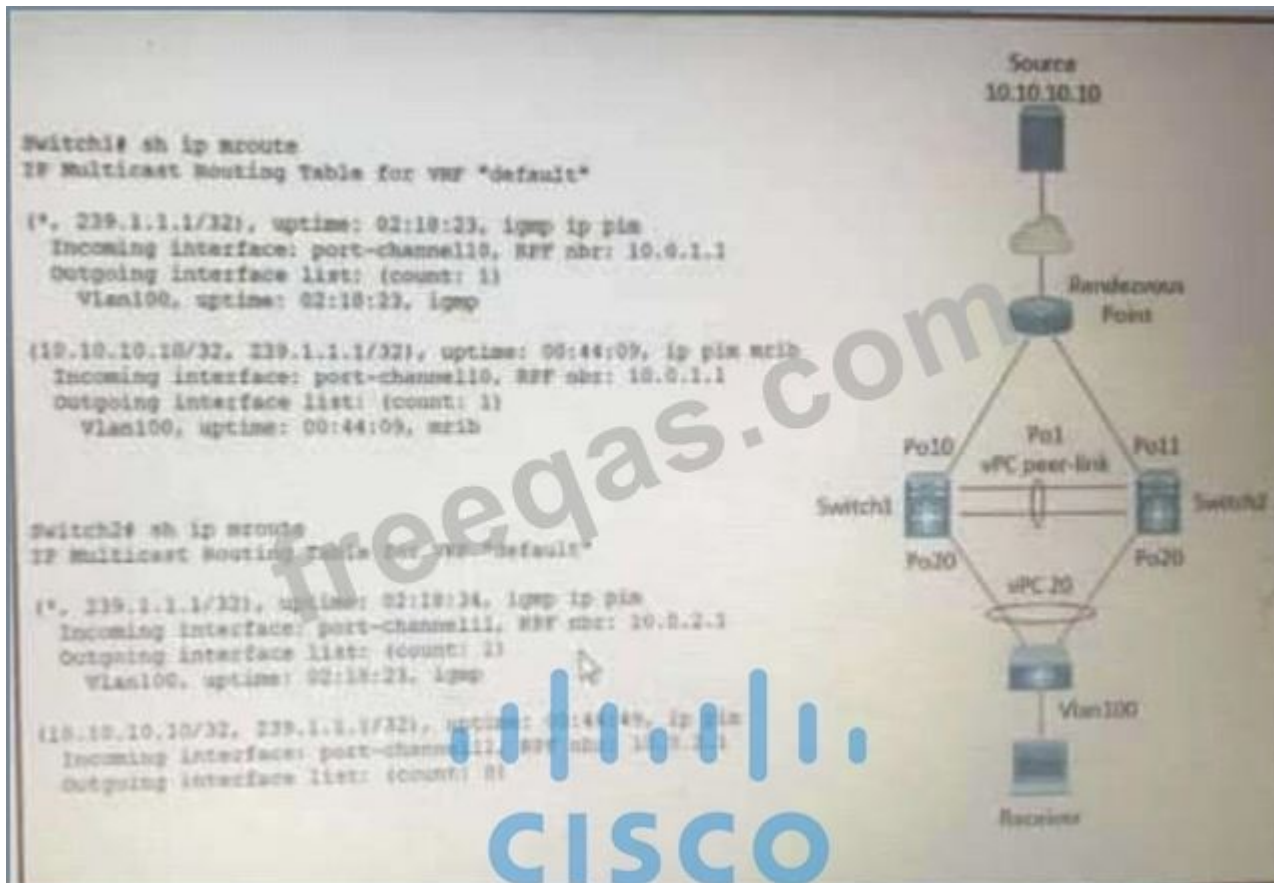 Switch1# sh ip mroute
IP Multicast Routing Table for VRF "default"
(*, 239.1.1.1/32), uptime: 02:18:23, igmp ip pim
Incoming interface: port-channel10, RPF nbr: 10.0.1.1
Outgoing interface list: (count: 1)
Vlan100, uptime: 02:18:23, igmp
(10.10.10.10/32, 239.1.1.1/32), uptime: 00:44:09, ip pim mrib
Incoming interface: port-channel10, RPF nbr: 10.0.1.1
Outgoing interface list: (count: 1)
Vlan100, uptime: 00:44:09, mrib
Switch2# sh ip mroute
IP Multicast Routing Table for VRF "default"
(*, 239.1.1.1/32), uptime: 02:18:34, igmp ip pim
Incoming interface: port-channel11, RPF nbr: 10.0.2.1
Outgoing interface list: (count: 1)
Vlan100, uptime: 02:18:23, igmp
(10.10.10.10/32, 239.1.1.1/32), ip pim
Incoming interface: RPF nbr:
Outgoing interface list: (count: 0)
Source
10.10.10.10
Rendezvous
Point
Po10
Po1
vPC peer-link
Po11
Switch1
Switch2
Po20
Po20
vPC 20
Vlan100
Receiver
freeqas.com
CISCO